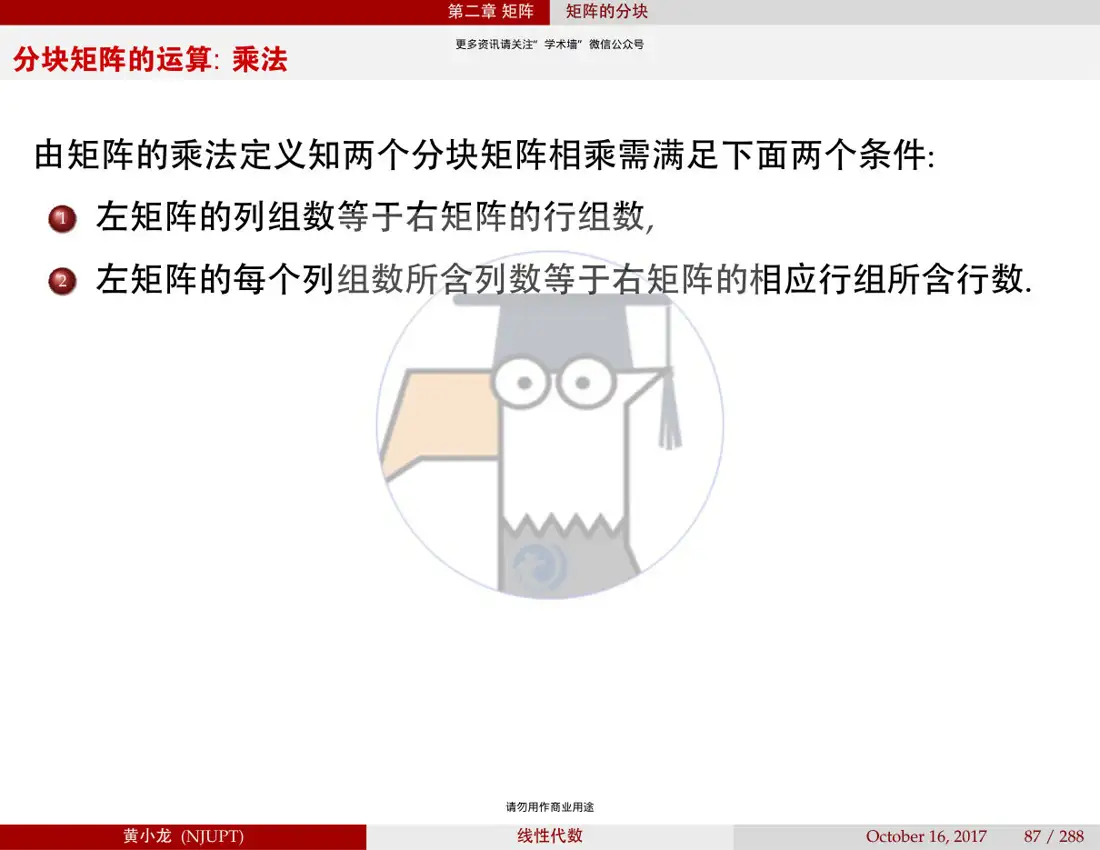 第二章 矩阵 矩阵的分块
更多资讯请关注“学术墙”微信公众号
分块矩阵的运算: 乘法
由矩阵的乘法定义知两个分块矩阵相乘需满足下面两个条件:
1 左矩阵的列组数等于右矩阵的行组数,
2 左矩阵的每个列组数所含列数等于右矩阵的相应行组所含行数.
请勿用作商业用途
黄小龙 (NJUPT) 线性代数 October 16, 2017 87 / 288